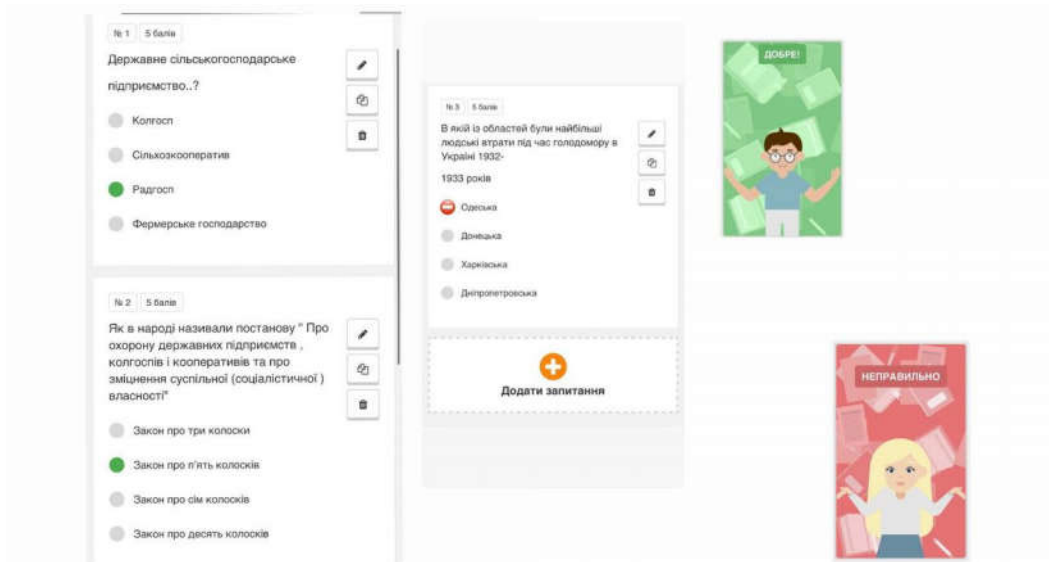 № 1 5 балів
Державне сільськогосподарське
підприємство..?
Колгосп
Сільхозкооператив
Радгосп
Фермерське господарство
№ 2 5 балів
Як в народі називали постанову " Про
охорону державних підприємств ,
колгоспів і кооперативів та про
зміцнення суспільної (соціалістичної )
власності"
Закон про три колоски
Закон про п'ять колосків
Закон про сім колосків
Закон про десять колосків
№ 3 5 балів
В якій із областей були найбільші
людські втрати під час голодомору в
Україні 1932-
1933 років
Одеська
Донецька
Харківська
Дніпропетровська
Додати запитання
ДОБРЕ!
НЕПРАВИЛЬНО